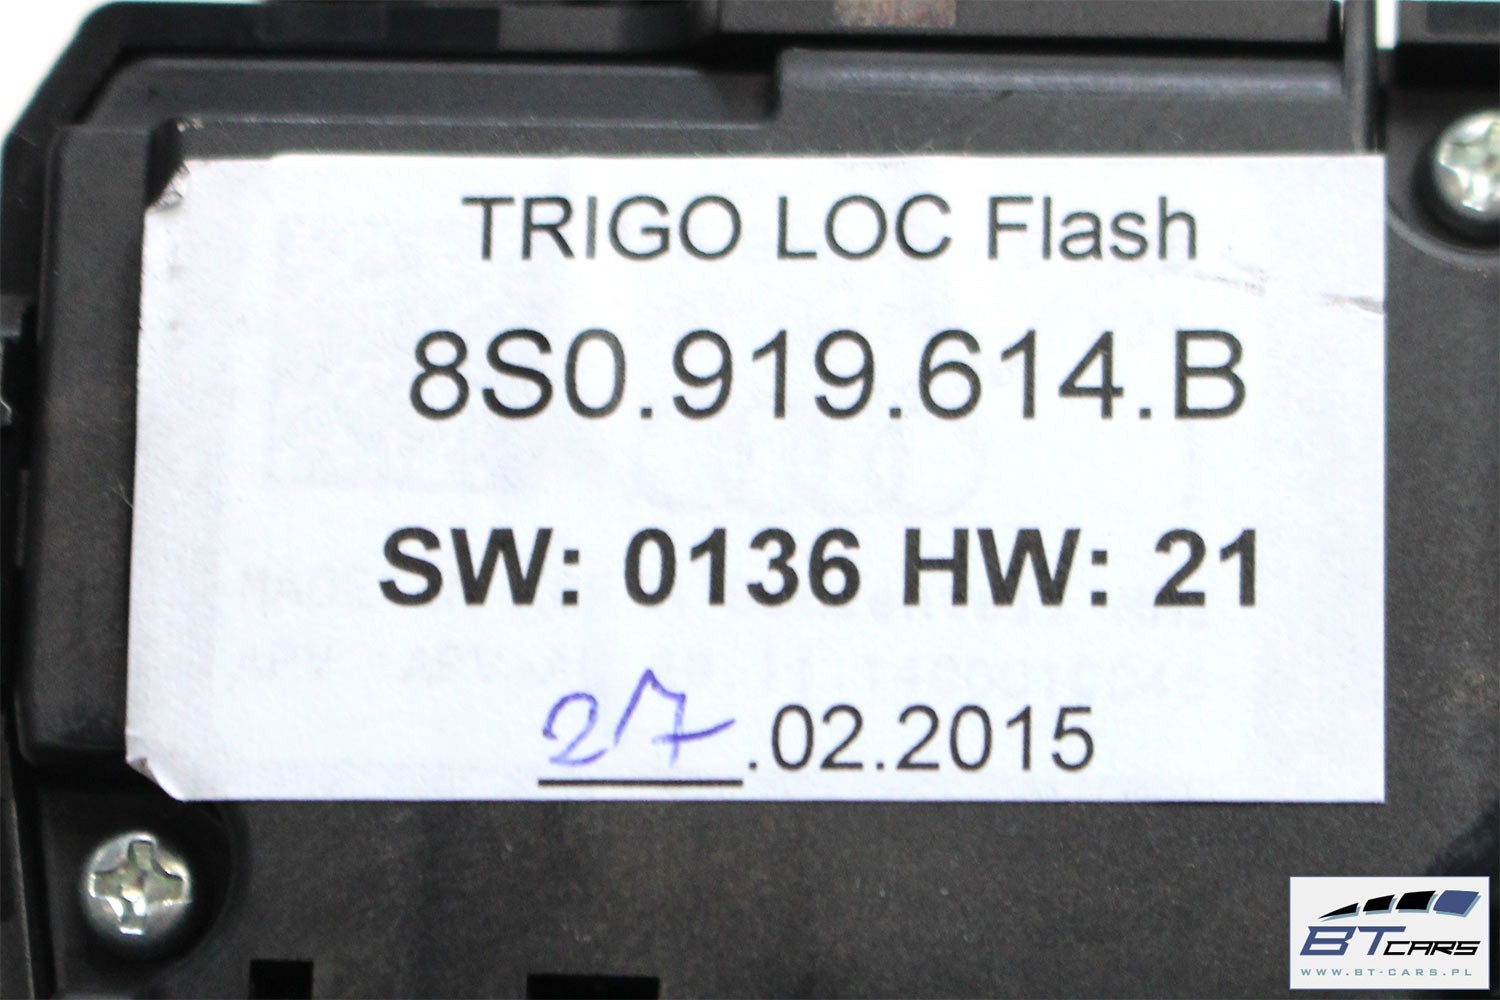 TRIGO LOC Flash
8S0.919.614.B
SW: 0136 HW: 21
27.02.2015
BT CARS
WWW.BT-CARS.PL